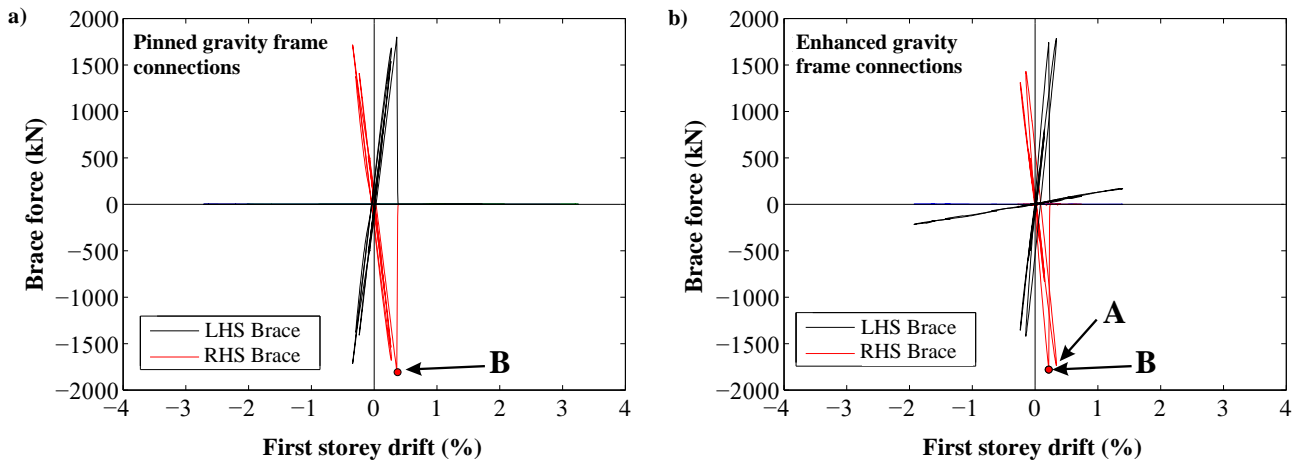 a)
Pinned gravity frame
connections
2000
1500
1000
500
0
−500
−1000
−1500
−2000
Brace force (kN)
LHS Brace
RHS Brace
B
−4 −3 −2 −1 0 1 2 3 4
First storey drift (%)
b)
Enhanced gravity
frame connections
2000
1500
1000
500
0
−500
−1000
−1500
−2000
Brace force (kN)
A
LHS Brace
RHS Brace
B
−4 −3 −2 −1 0 1 2 3 4
First storey drift (%)